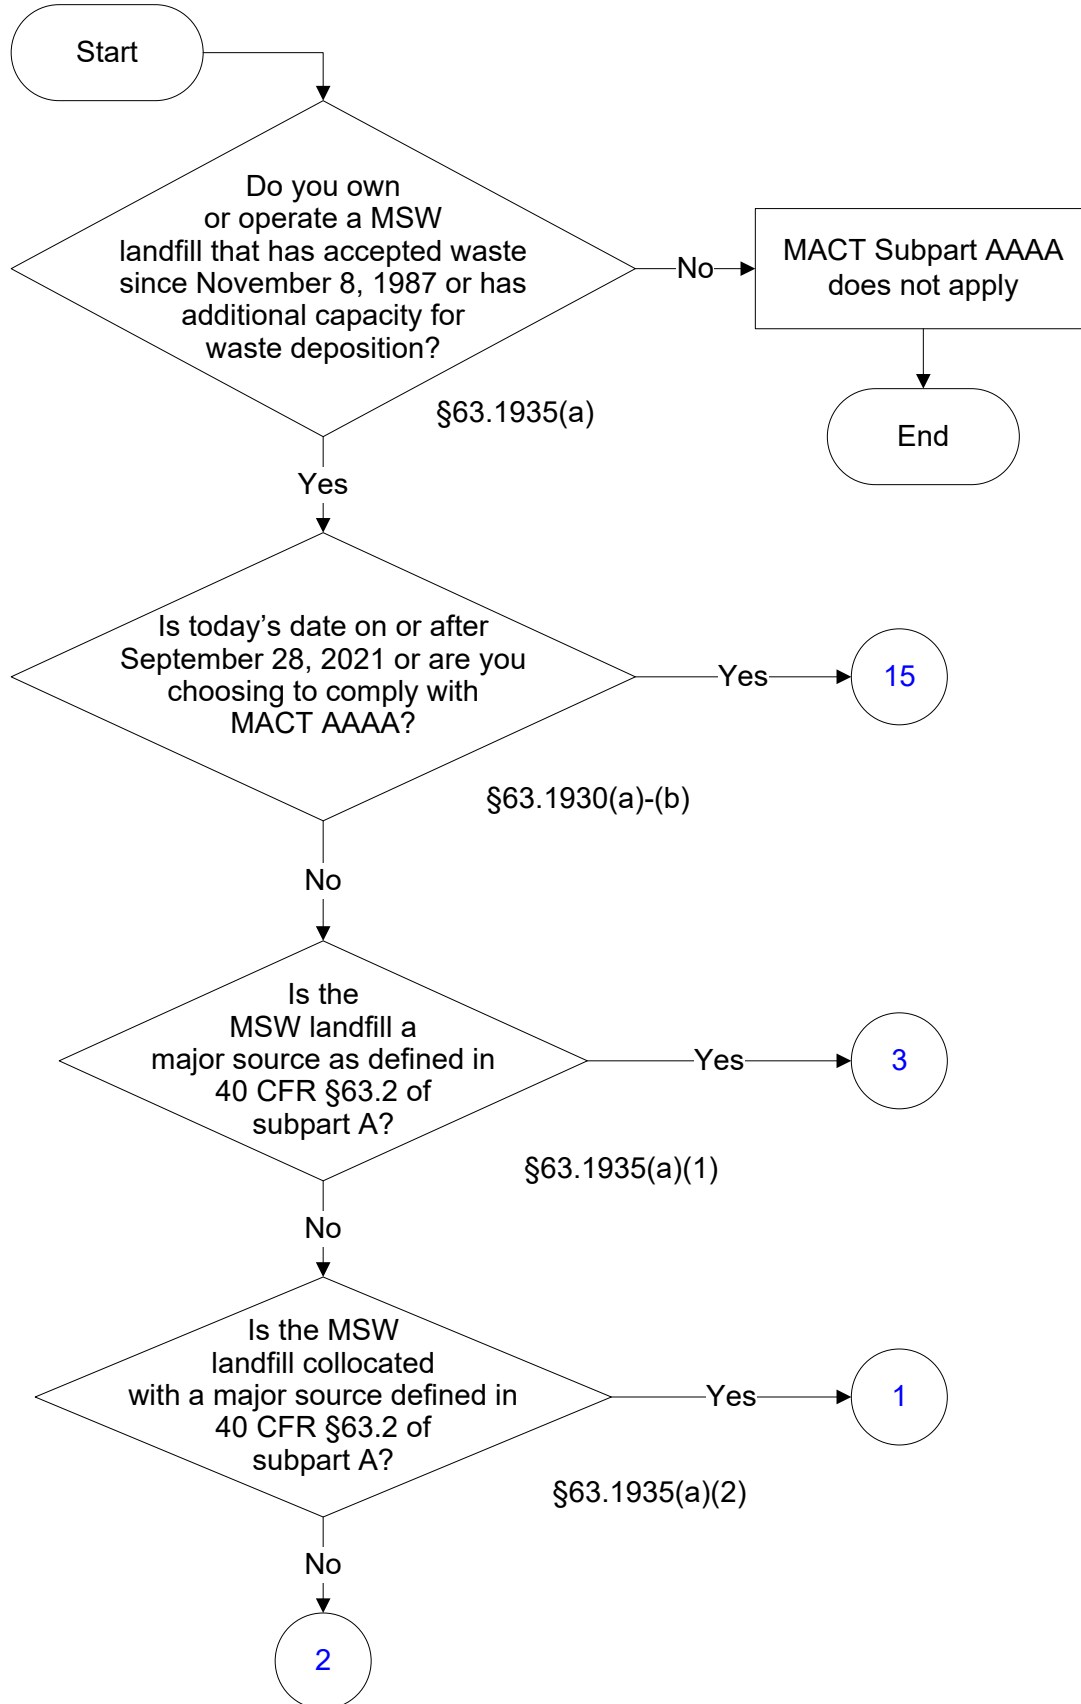 Start
Do you own
or operate a MSW
landfill that has accepted waste
since November 8, 1987 or has
additional capacity for
waste deposition?
No
MACT Subpart AAAA
does not apply
§63.1935(a)
End
Yes
Is today’s date on or after
September 28, 2021 or are you
choosing to comply with
MACT AAAA?
Yes
15
§63.1930(a)-(b)
No
Is the
MSW landfill a
major source as defined in
40 CFR §63.2 of
subpart A?
Yes
3
§63.1935(a)(1)
No
Is the MSW
landfill collocated
with a major source defined in
40 CFR §63.2 of
subpart A?
Yes
1
§63.1935(a)(2)
No
2